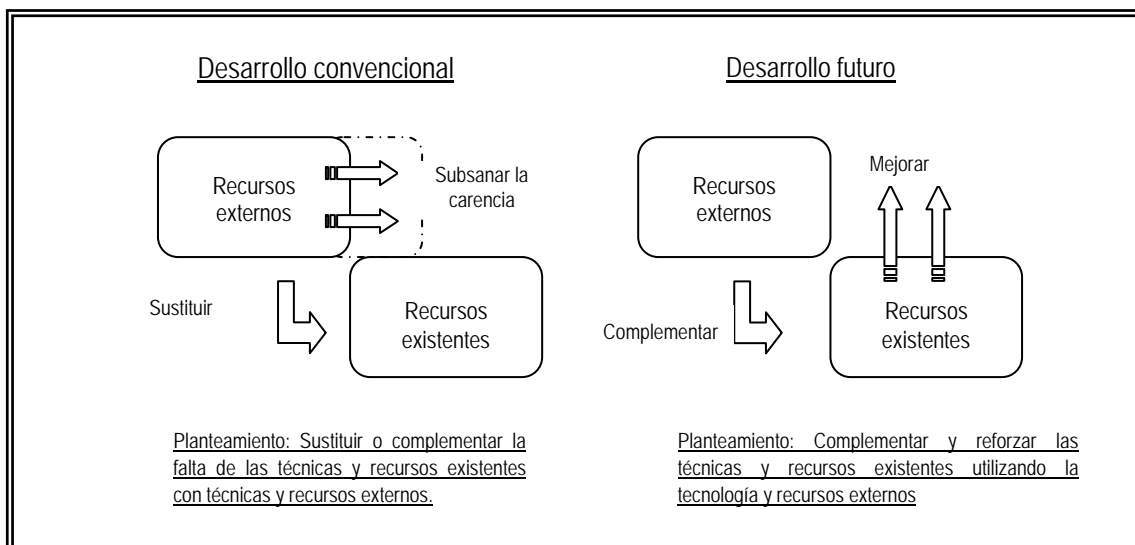 Desarrollo convencional
Recursos
externos
Subsanar la
carencia
Sustituir
Recursos
existentes
Planteamiento: Sustituir o complementar la
falta de las técnicas y recursos existentes
con técnicas y recursos externos.
Desarrollo futuro
Recursos
externos
Mejorar
Complementar
Recursos
existentes
Planteamiento: Complementar y reforzar las
técnicas y recursos existentes utilizando la
tecnología y recursos externos